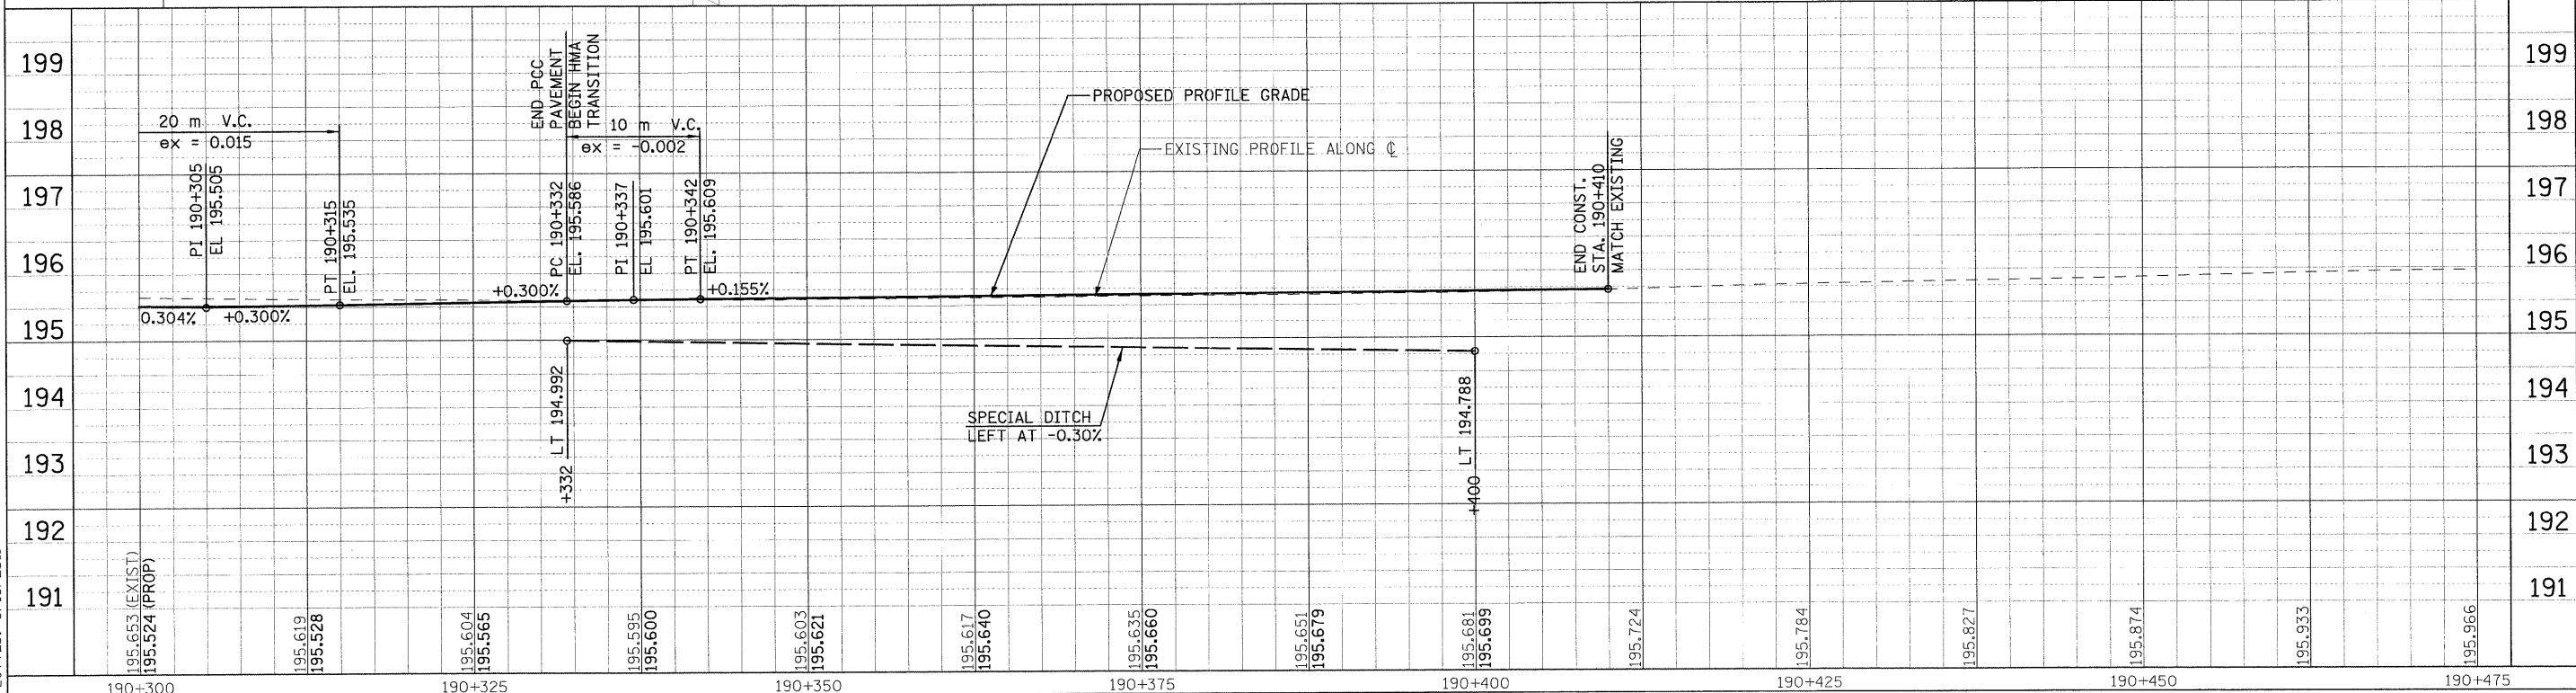 199
199
198
198
197
197
196
196
195
195
194
194
193
193
192
192
191
191
20 m V.C.
ex = 0.015
PI 190+305
EL 195.505
PT 190+315
EL. 195.535
0.304%
+0.300%
END PCC
PAVEMENT
BEGIN HMA
TRANSITION
10 m V.C.
ex = -0.002
+0.300%
PC 190+332
EL. 195.586
PI 190+337
EL 195.601
PT 190+342
EL. 195.609
+0.155%
PROPOSED PROFILE GRADE
EXISTING PROFILE ALONG ℄
END CONST.
STA. 190+410
MATCH EXISTING
+332 LT 194.992
SPECIAL DITCH
LEFT AT -0.30%
+400 LT 194.788
195.653 (EXIST)
195.524 (PROP)
195.619
195.528
195.604
195.565
195.595
195.600
195.603
195.621
195.617
195.640
195.635
195.660
195.651
195.679
195.681
195.699
195.724
195.784
195.827
195.874
195.933
195.966
190+300
190+325
190+350
190+375
190+400
190+425
190+450
190+475